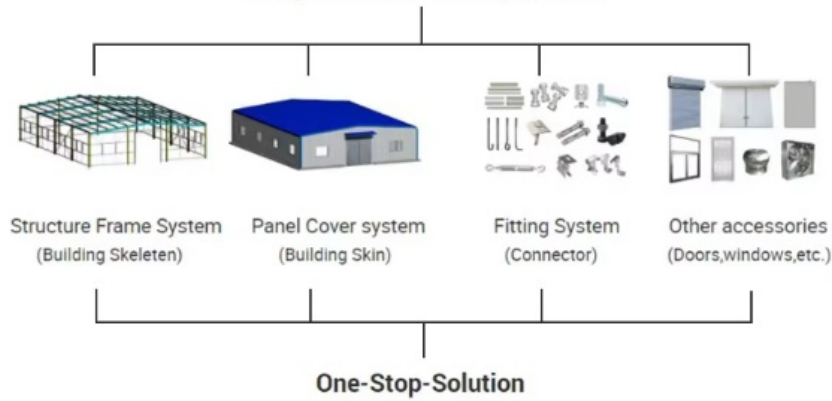 Structure Frame System
(Building Skeleten)
Panel Cover system
(Building Skin)
Fitting System
(Connector)
Other accessories
(Doors,windows,etc.)
One-Stop-Solution